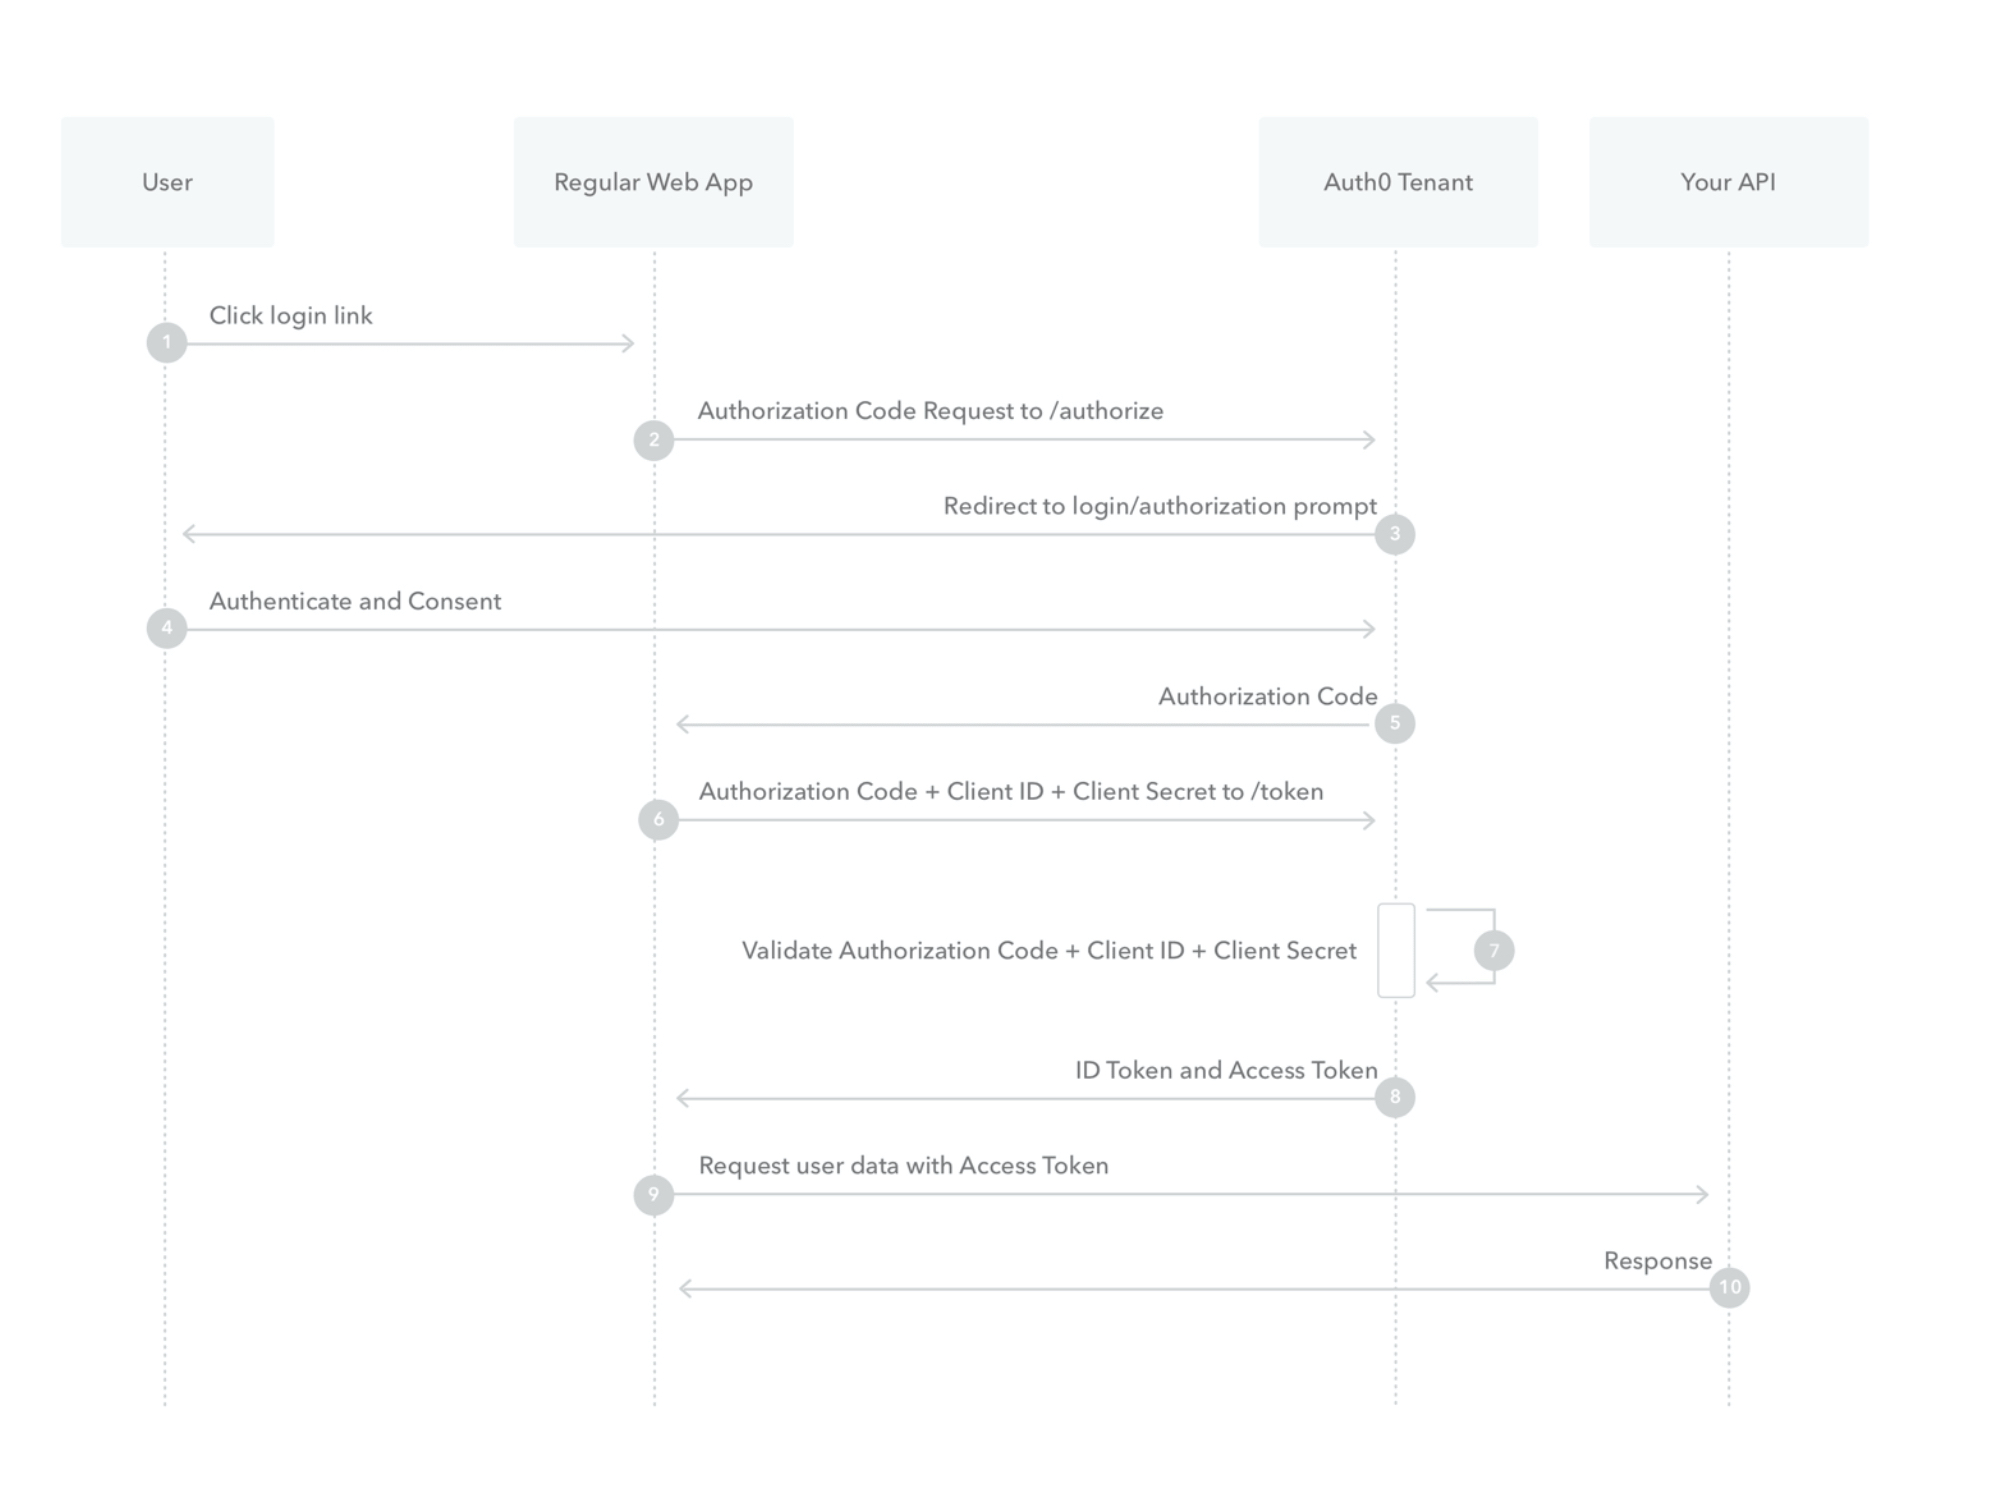 User
Regular Web App
Auth0 Tenant
Your API
Click login link
1
Authorization Code Request to /authorize
2
Redirect to login/authorization prompt
3
Authenticate and Consent
4
Authorization Code
5
Authorization Code + Client ID + Client Secret to /token
6
Validate Authorization Code + Client ID + Client Secret
7
ID Token and Access Token
8
Request user data with Access Token
9
Response
10